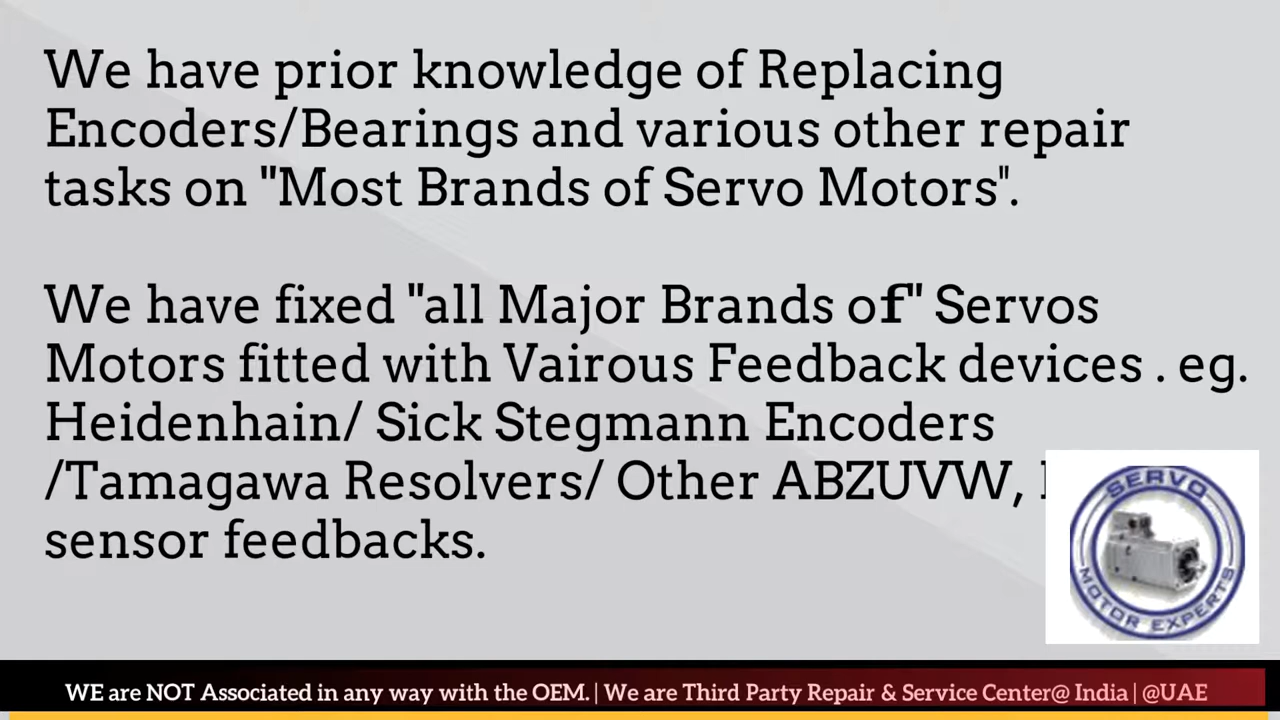 We have prior knowledge of Replacing
Encoders/Bearings and various other repair
tasks on "Most Brands of Servo Motors".
We have fixed "all Major Brands of" Servos
Motors fitted with Vairous Feedback devices . eg.
Heidenhain/ Sick Stegmann Encoders
/Tamagawa Resolvers/ Other ABZUVW,
sensor feedbacks.
SERVO
MOTOR EXPERTS
WE are NOT Associated in any way with the OEM. | We are Third Party Repair & Service Center@ India | @UAE